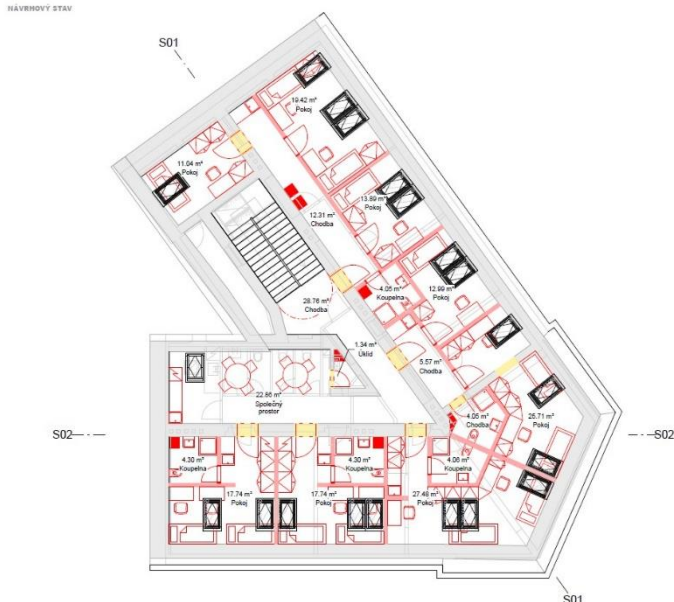 NÁVRHOVÝ STAV
S01
19.42 m²
Pokoj
11.04 m²
Pokoj
13.69 m²
Pokoj
12.31 m²
Chodba
4.05 m²
Koupelna
12.99 m²
Pokoj
28.76 m²
Chodba
1.34 m²
Úklid
5.57 m²
Chodba
22.86 m²
Společný
prostor
4.05 m²
Chodba
25.71 m²
Pokoj
S02
S02
4.30 m²
Koupelna
4.30 m²
Koupelna
4.06 m²
Koupelna
17.74 m²
Pokoj
17.74 m²
Pokoj
27.48 m²
Pokoj
S01